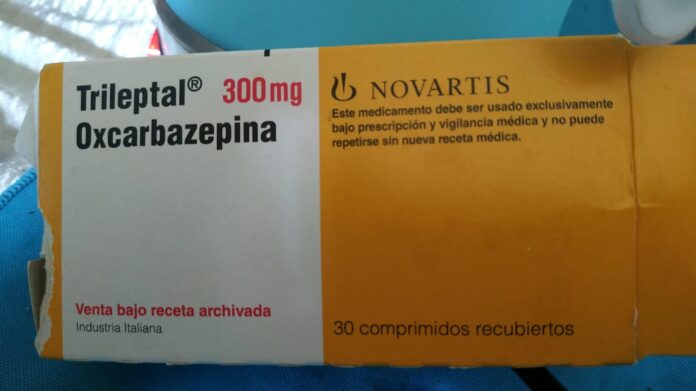 Trileptal® 300mg
Oxcarbazepina
Venta bajo receta archivada
Industria Italiana
NOVARTIS
Este medicamento debe ser usado exclusivamente
bajo prescripción y vigilancia médica y no puede
repetirse sin nueva receta médica.
30 comprimidos recubiertos